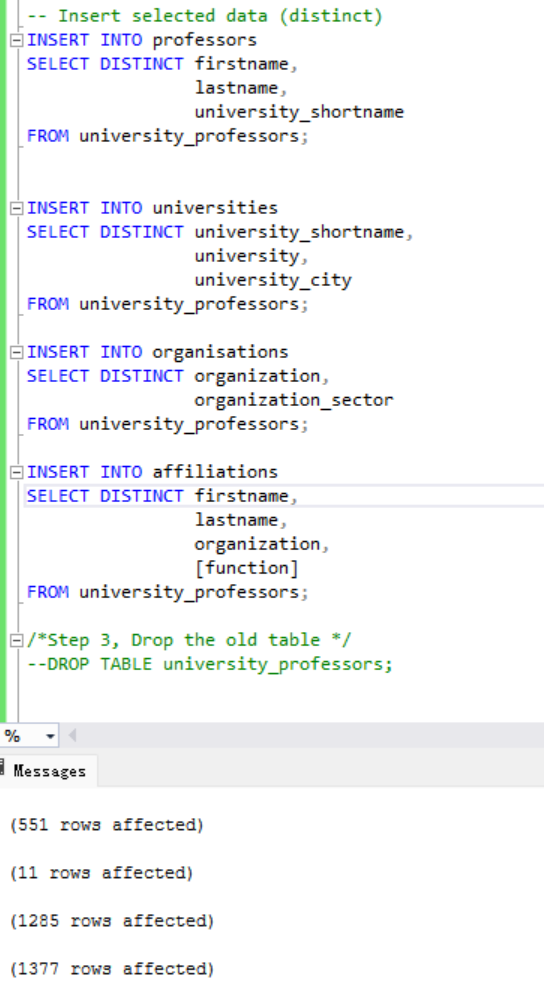 -- Insert selected data (distinct)
INSERT INTO professors
SELECT DISTINCT firstname,
lastname,
university_shortname
FROM university_professors;
INSERT INTO universities
SELECT DISTINCT university_shortname,
university,
university_city
FROM university_professors;
INSERT INTO organisations
SELECT DISTINCT organization,
organization_sector
FROM university_professors;
INSERT INTO affiliations
SELECT DISTINCT firstname,
lastname,
organization,
[function]
FROM university_professors;
/*Step 3, Drop the old table */
--DROP TABLE university_professors;
%
Messages
(551 rows affected)
(11 rows affected)
(1285 rows affected)
(1377 rows affected)